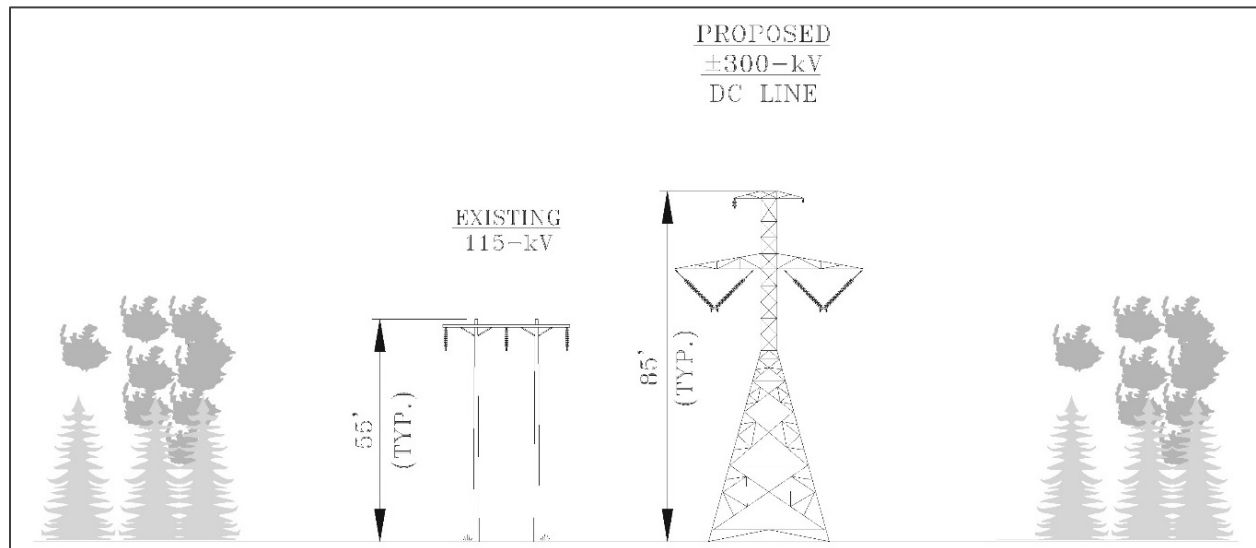 PROPOSED
±300-kV
DC LINE
EXISTING
115-kV
55'
(TYP.)
85'
(TYP.)